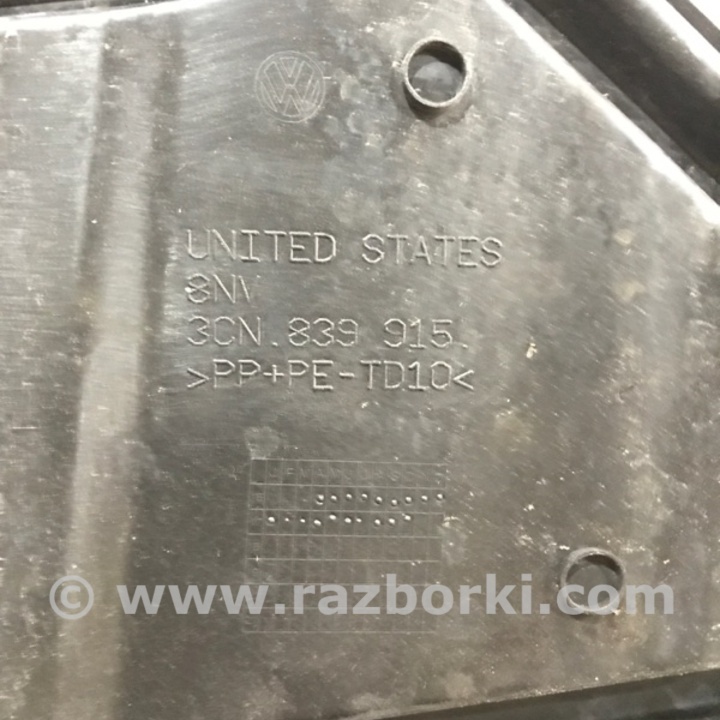 UNITED STATES
8NV
3CN.839 915.
>PP+PE-TD10<
© www.razborki.com